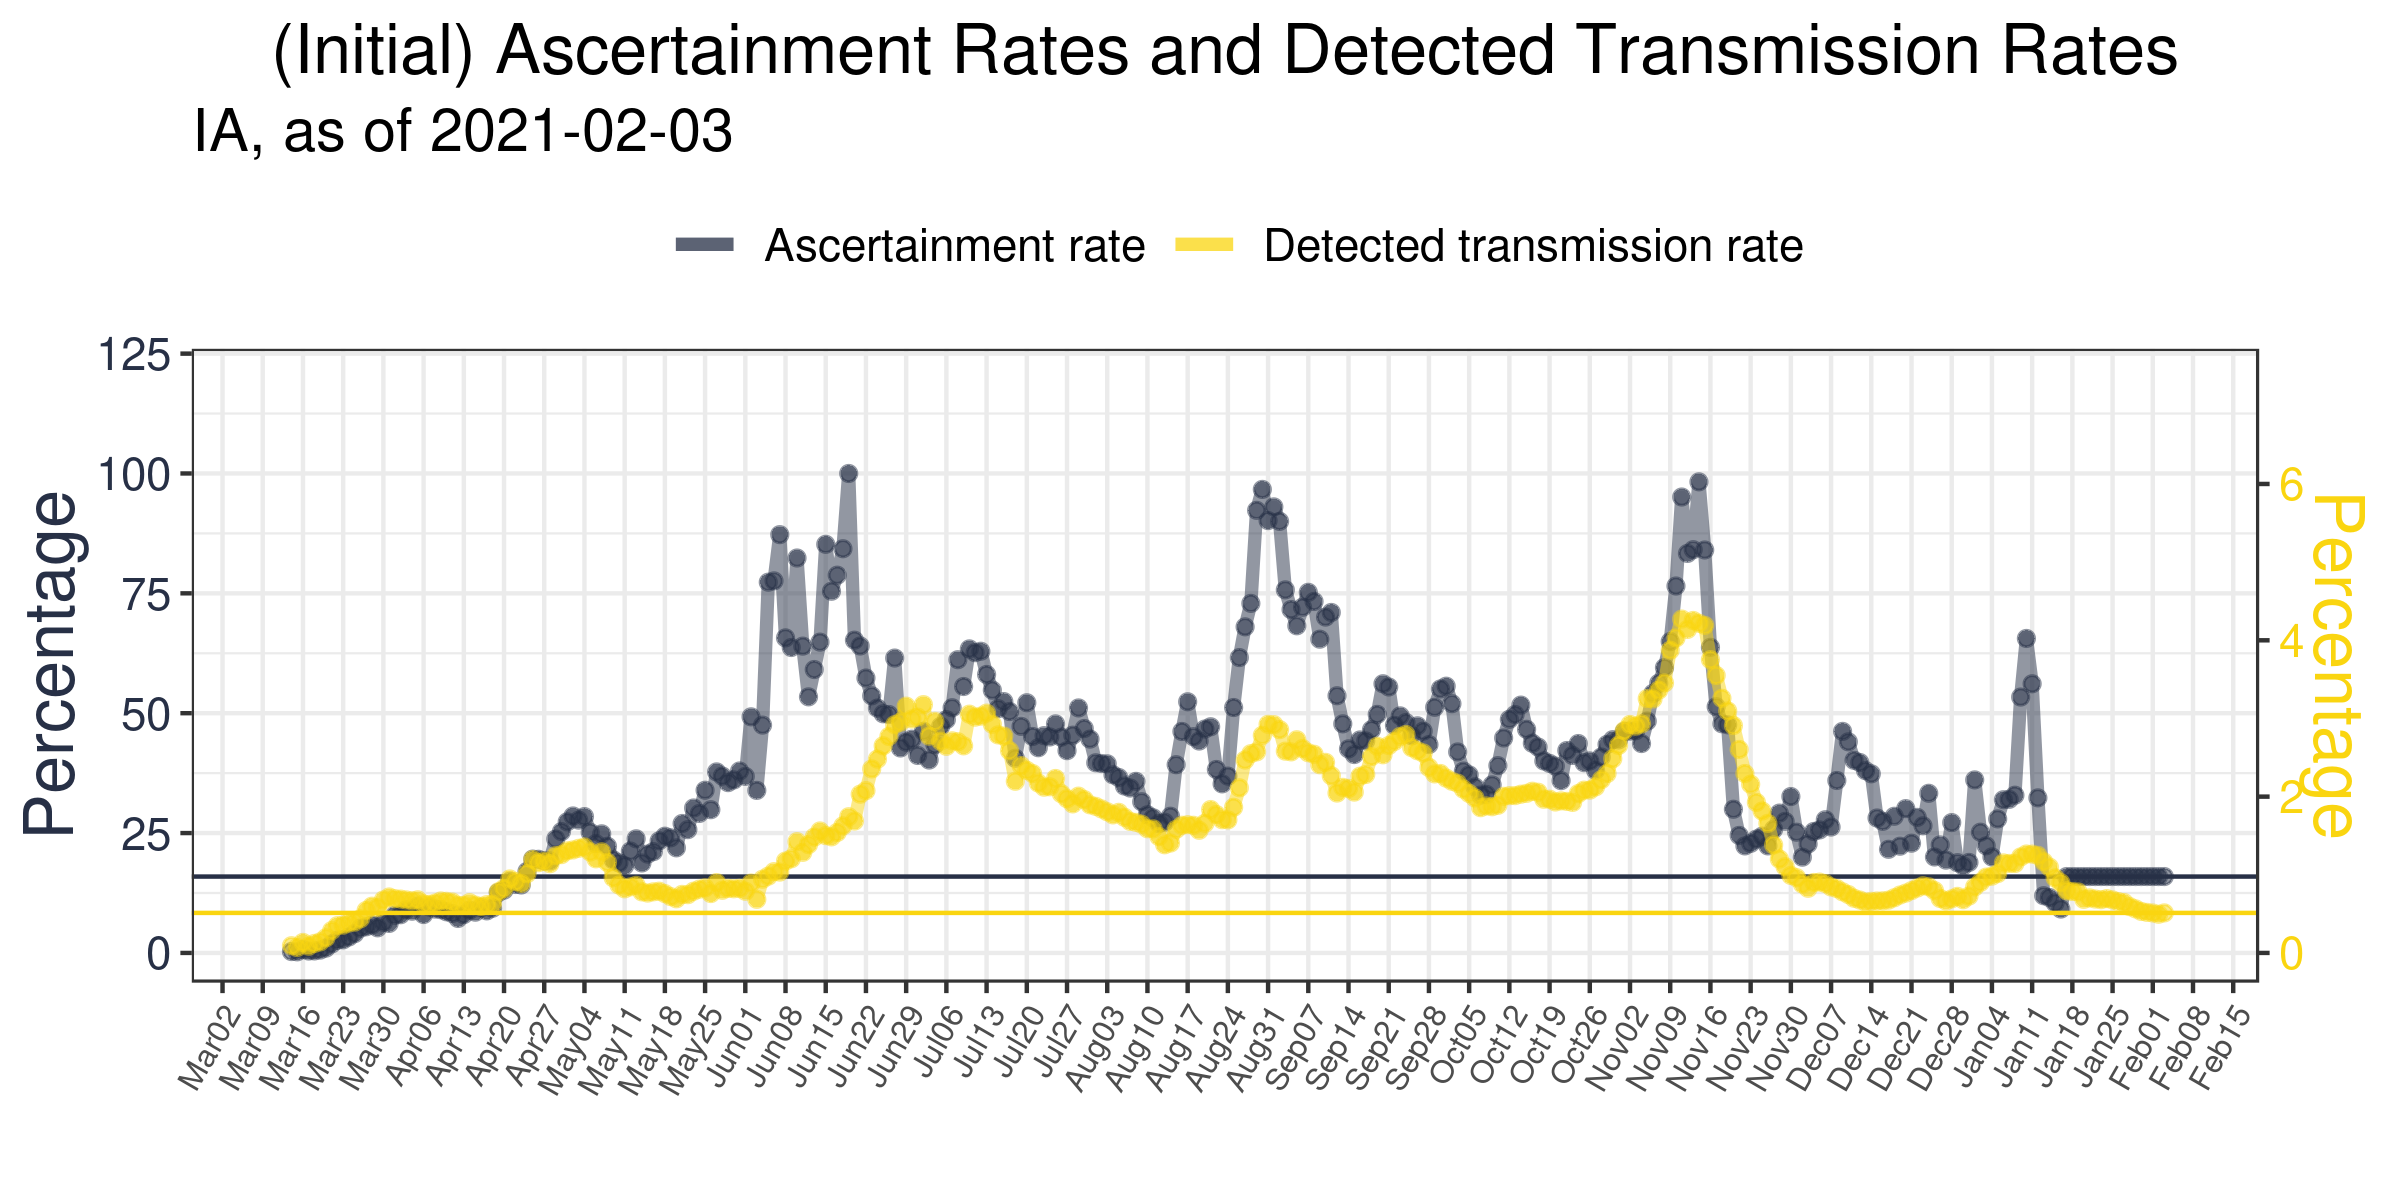 (Initial) Ascertainment Rates and Detected Transmission Rates
IA, as of 2021-02-03
Ascertainment rate
Detected transmission rate
Percentage
125
100
75
50
25
0
6
4
2
0
Percentage
Mar02
Mar09
Mar16
Mar23
Mar30
Apr06
Apr13
Apr20
Apr27
May04
May11
May18
May25
Jun01
Jun08
Jun15
Jun22
Jun29
Jul06
Jul13
Jul20
Jul27
Aug03
Aug10
Aug17
Aug24
Aug31
Sep07
Sep14
Sep21
Sep28
Oct05
Oct12
Oct19
Oct26
Nov02
Nov09
Nov16
Nov23
Nov30
Dec07
Dec14
Dec21
Dec28
Jan04
Jan11
Jan18
Jan25
Feb01
Feb08
Feb15